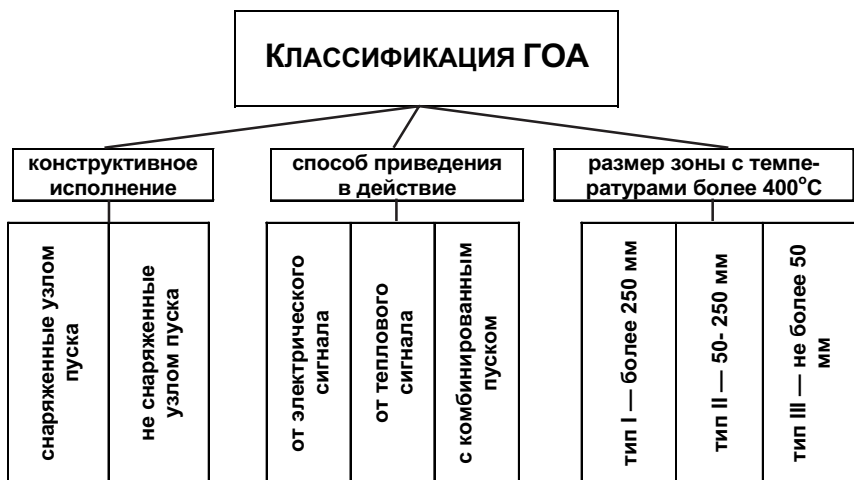 КЛАССИФИКАЦИЯ ГОА
конструктивное
исполнение
способ приведения
в действие
размер зоны с темпе-
ратурами более 400°С
снаряженные узлом
пуска
не снаряженные
узлом пуска
от электрического
сигнала
от теплового
сигнала
с комбинированным
пуском
тип I — более 250 мм
тип II — 50- 250 мм
тип III — не более 50
мм